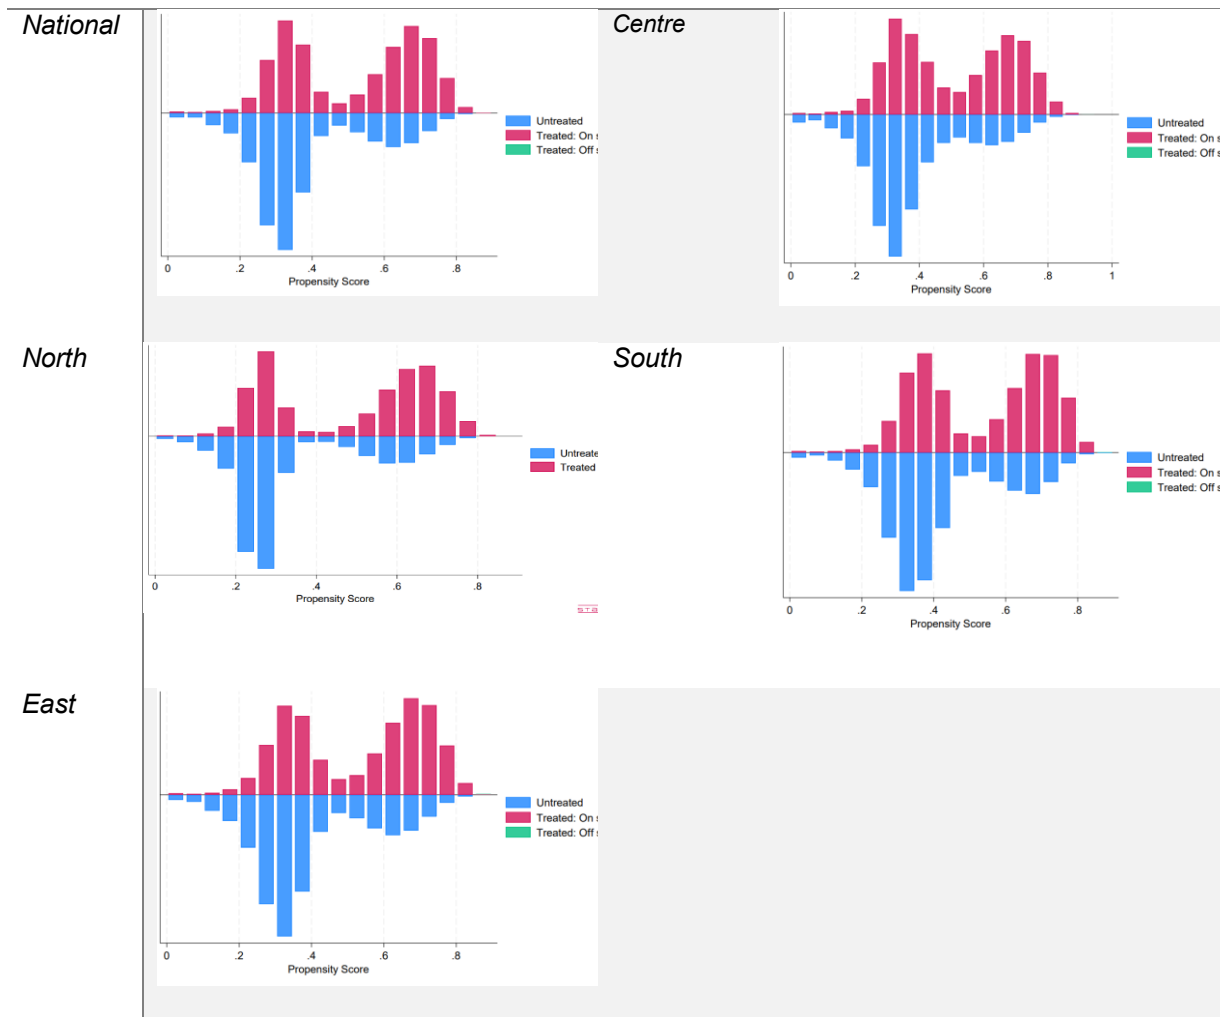 National
Untreated
Treated: On s
Treated: Off s
0 .2 .4 .6 .8
Propensity Score
Centre
Untreated
Treated: On s
Treated: Off s
0 .2 .4 .6 .8 1
Propensity Score
North
Untreate
Treated
0 .2 .4 .6 .8
Propensity Score
South
Untreated
Treated: On s
Treated: Off s
0 .2 .4 .6 .8
Propensity Score
East
Untreated
Treated: On s
Treated: Off s
0 .2 .4 .6 .8
Propensity Score